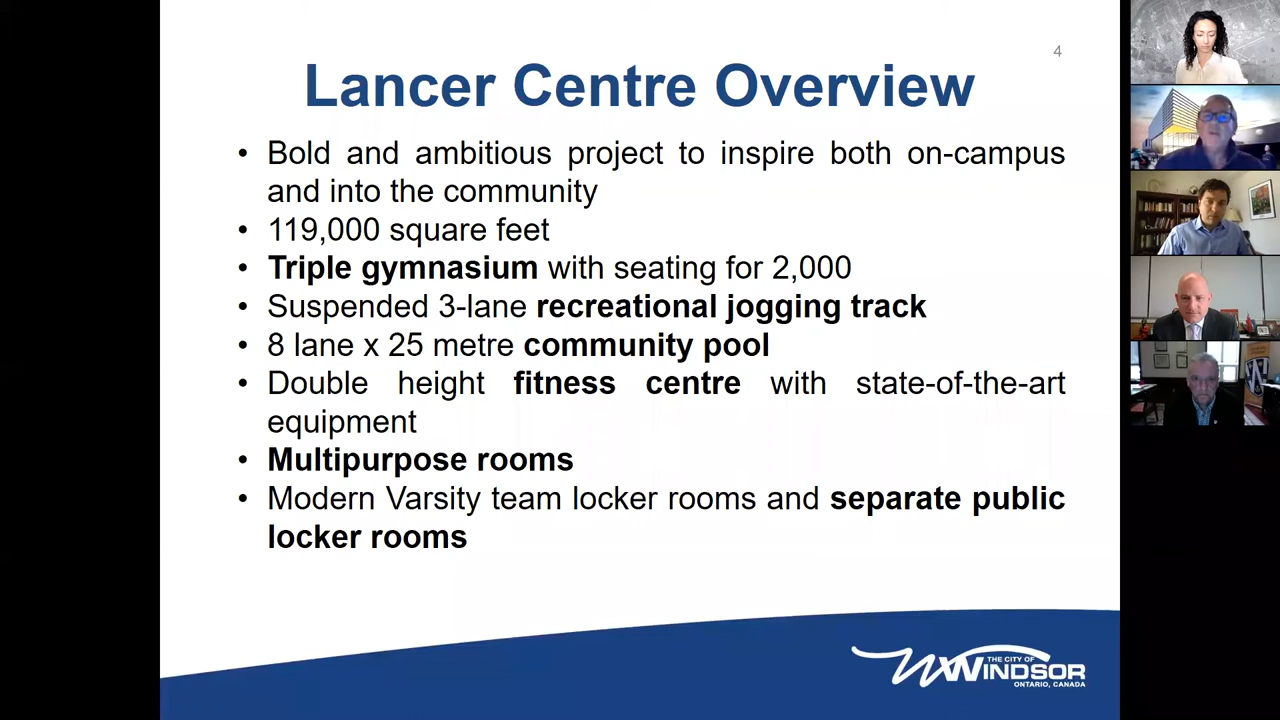 4
Lancer Centre Overview
• Bold and ambitious project to inspire both on-campus
and into the community
• 119,000 square feet
• Triple gymnasium with seating for 2,000
• Suspended 3-lane recreational jogging track
• 8 lane x 25 metre community pool
• Double height fitness centre with state-of-the-art
equipment
• Multipurpose rooms
• Modern Varsity team locker rooms and separate public
locker rooms
THE CITY OF
WINDSOR
ONTARIO, CANADA